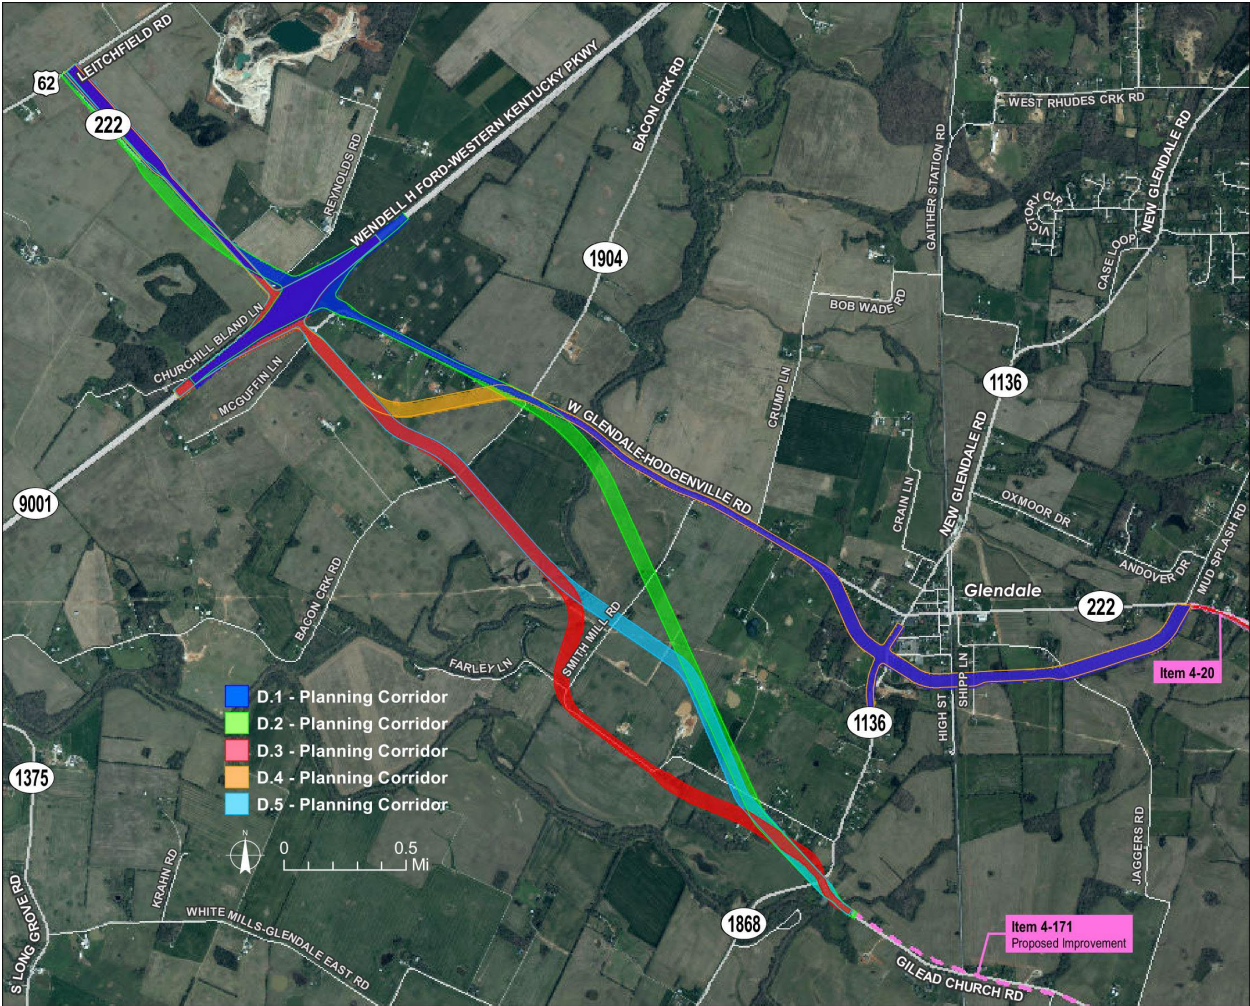 LEITCHFIELD RD
62
222
REYNOLDS RD
WENDELL H FORD-WESTERN KENTUCKY PKWY
BACON CRK RD
WEST RHUDES CRK RD
GAITHER STATION RD
NEW GLENDALE RD
VICTORY CIR
CASE LOOP
1904
BOB WADE RD
CHURCHILL BLAND LN
MCGUFFIN LN
CRUMP LN
1136
W GLENDALE-HODGENVILLE RD
NEW GLENDALE RD
9001
CRAIN LN
OXMOOR DR
ANDOVER DR
MUD SPLASH RD
BACON CRK RD
Glendale
222
SMITH MILL RD
FARLEY LN
SHIPP LN
HIGH ST
Item 4-20
1136
D.1 - Planning Corridor
D.2 - Planning Corridor
D.3 - Planning Corridor
D.4 - Planning Corridor
D.5 - Planning Corridor
1375
N
0 0.5
Mi
KRAHN RD
JAGGERS RD
S LONG GROVE RD
WHITE MILLS-GLENDALE EAST RD
1868
Item 4-171
Proposed Improvement
GILEAD CHURCH RD